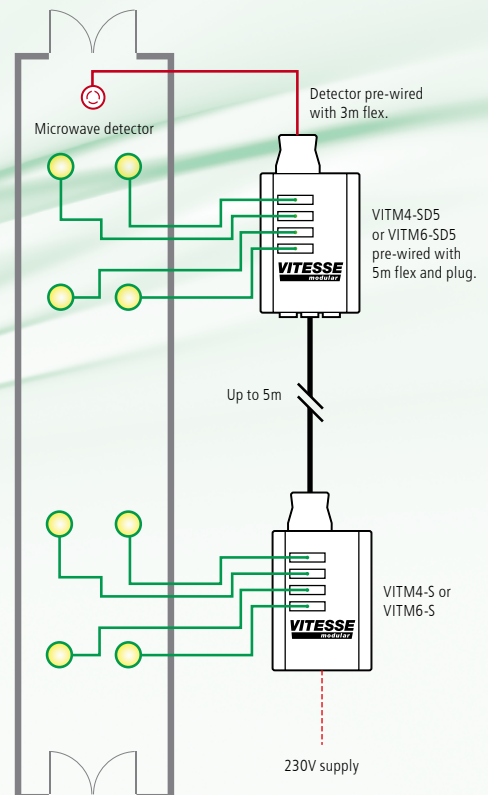 Detector pre-wired
with 3m flex.
Microwave detector
VITM4-SD5
or VITM6-SD5
pre-wired with
5m flex and plug.
VITESSE
modular
Up to 5m
VITM4-S or
VITM6-S
VITESSE
modular
230V supply